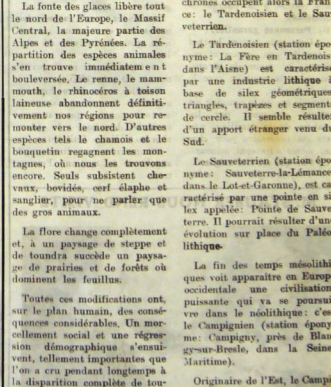 La fonte des glaces libère tout
le nord de l'Europe, le Massif
Central, la majeure partie des
Alpes et des Pyrénées. La ré-
partition des espèces animales
s'en trouve immédiatement
bouleversée. Le renne, le mam-
mouth, le rhinocéros à toison
laineuse abandonnent définiti-
vement nos régions pour re-
monter vers le nord. D'autres
espèces tels le chamois et le
bouquetin regagnent les mon-
tagnes, où nous les trouvons
encore. Seuls subsistent che-
vaux, bovidés, cerf élaphe et
sanglier, pour ne parler que
des gros animaux.
La flore change complètement
et, à un paysage de steppe et
de toundra succède un paysa-
ge de prairies et de forêts où
dominent les feuillus.
Toutes ces modifications ont,
sur le plan humain, des consé-
quences considérables. Un mor-
cellement social et une régres-
sion démographique s'ensui-
vent, tellement importantes que
l'on a cru pendant longtemps à
la disparition complète de tou-
chrones occupent alors la Fran
ce: le Tardenoisien et le Sau
veterrien.
Le Tardenoisien (station épo
nyme: La Fère en Tardenois
dans l'Aisne) est caractéris
par une industrie lithique
base de silex géométriques
triangles, trapèzes et segment
de cercle. Il semble résulte
d'un apport étranger venu d
Sud.
Le Sauveterrien (station épo
nyme: Sauveterre-la-Lémance
dans le Lot-et-Garonne), est c
ractérisé par une pointe en si
lex appelée: Pointe de Sauve
terre. Il pourrait résulter d'un
évolution sur place du Paléo
lithique.
La fin des temps mésolithi
ques voit apparaître en Europ
occidentale une civilisation
puissante qui va se poursui
vre dans le néolithique: c'es
le Campignien (station épony
me: Campigny, près de Blan
gy-sur-Bresle, dans la Seine
Maritime).
Originaire de l'Est, le Camp